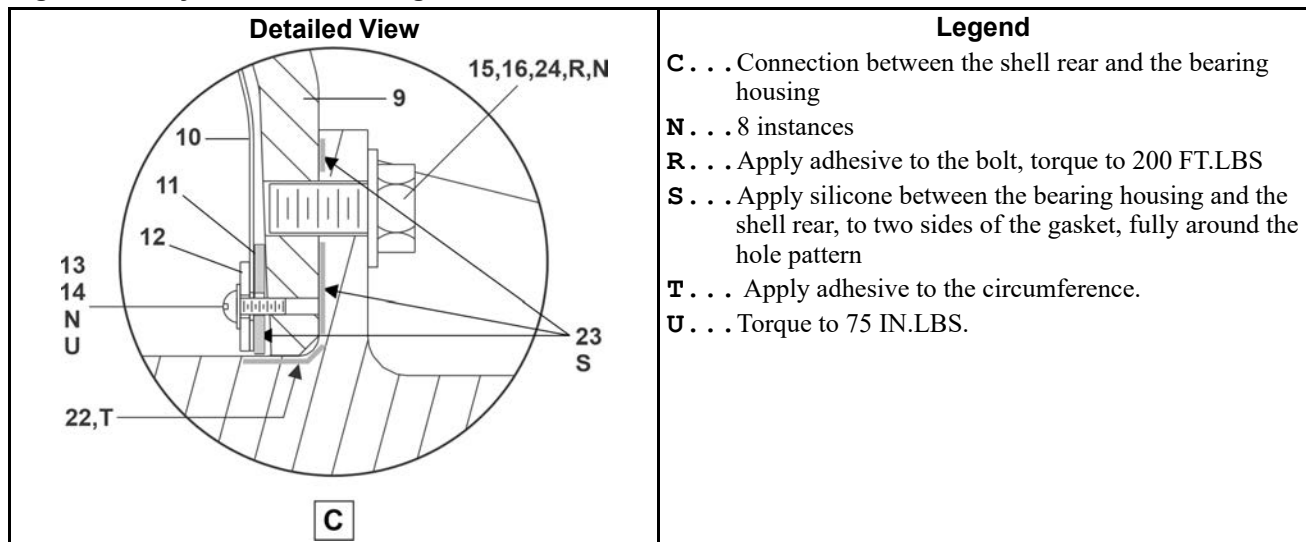 Detailed View
15,16,24,R,N
9
10
11
12
13
14
N
U
23
S
22,T
C
Legend
C...Connection between the shell rear and the bearing
housing
N...8 instances
R...Apply adhesive to the bolt, torque to 200 FT.LBS
S...Apply silicone between the bearing housing and the
shell rear, to two sides of the gasket, fully around the
hole pattern
T... Apply adhesive to the circumference.
U...Torque to 75 IN.LBS.